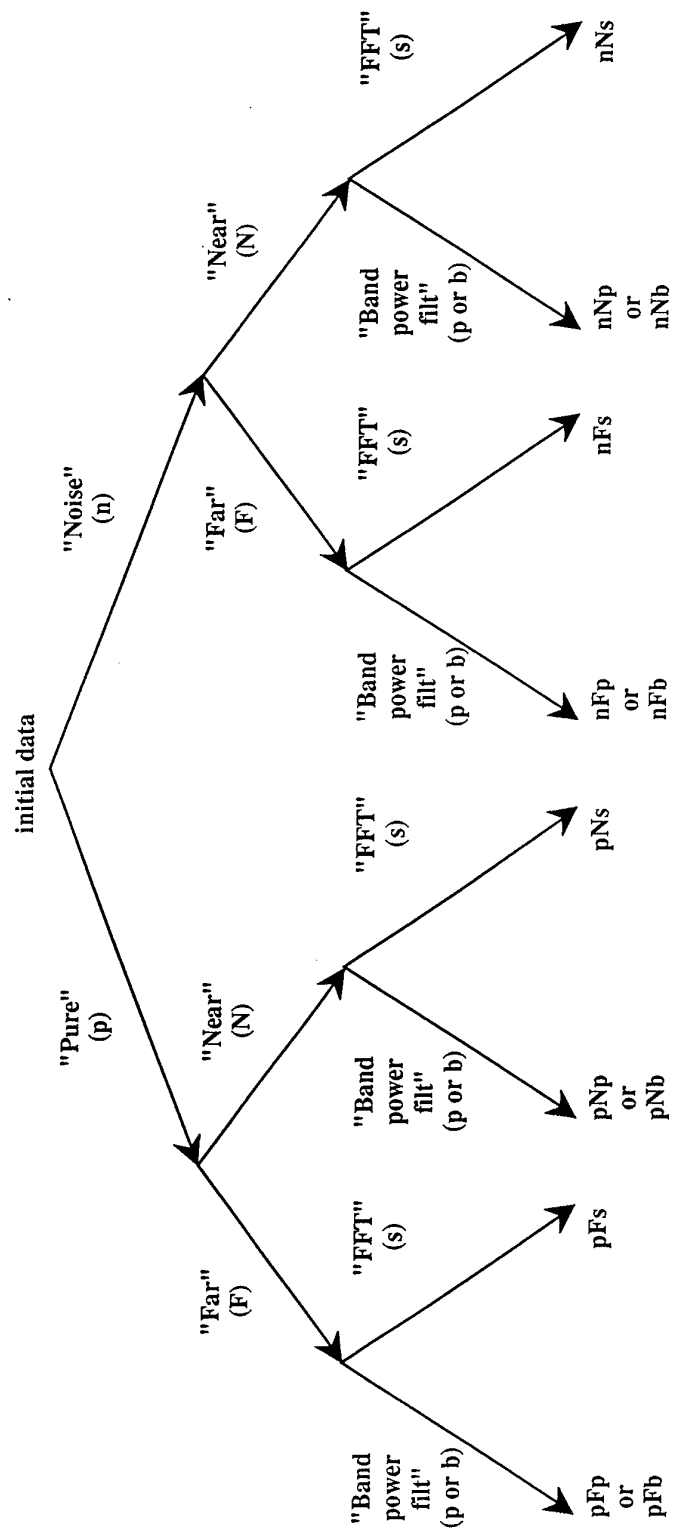 initial data
"Pure"
(p)
"Noise"
(n)
"Far"
(F)
"Near"
(N)
"Far"
(F)
"Near"
(N)
"Band
power
filt"
(p or b)
"FFT"
(s)
"Band
power
filt"
(p or b)
"FFT"
(s)
"Band
power
filt"
(p or b)
"FFT"
(s)
"Band
power
filt"
(p or b)
"FFT"
(s)
pFp
or
pFb
pFs
pNp
or
pNb
pNs
nFp
or
nFb
nFs
nNp
or
nNb
nNs